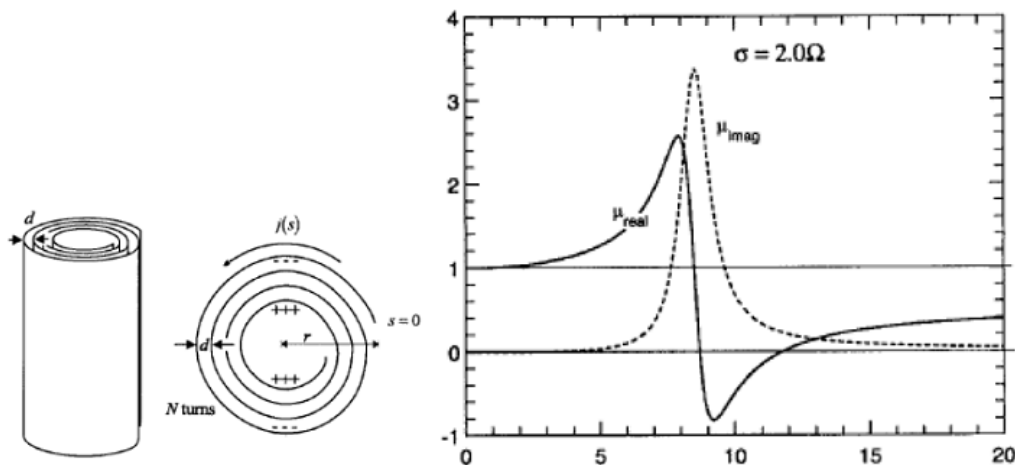 d
j(s)
s = 0
d
r
N turns
+++
+++
- - -
- - -
σ = 2.0Ω
μimag
μreal
4
3
2
1
0
-1
0 5 10 15 20